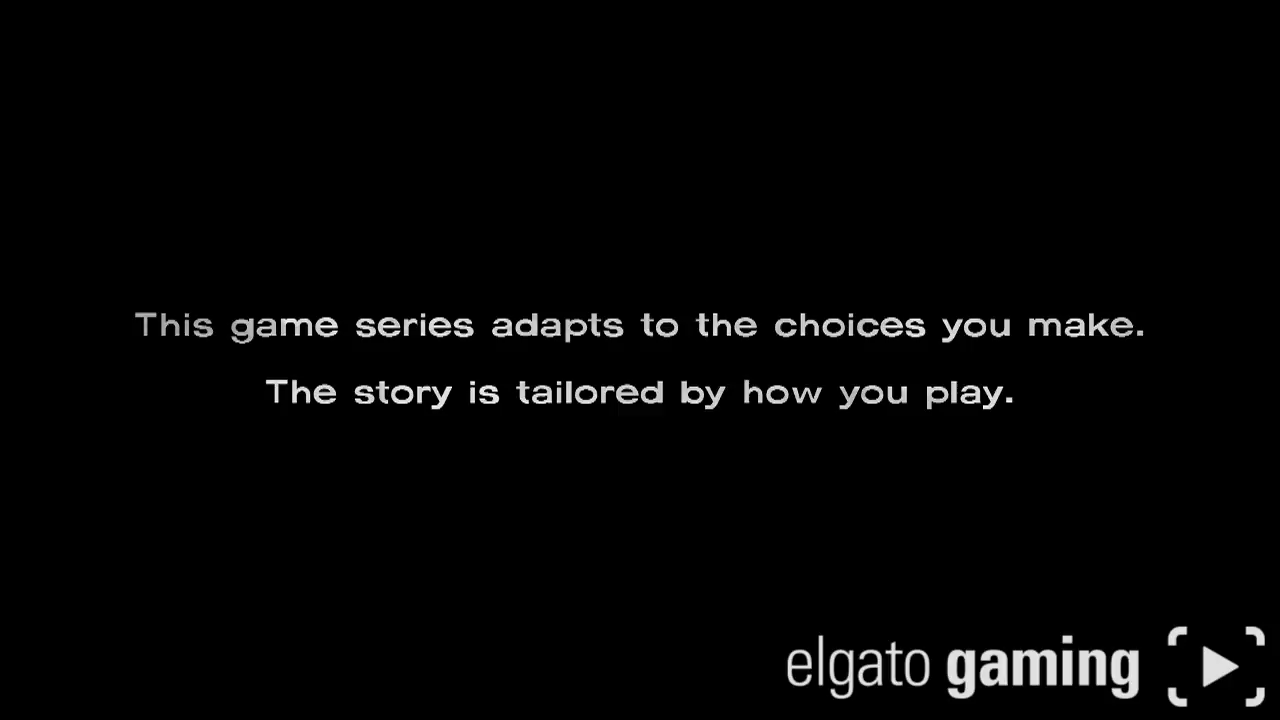 This game series adapts to the choices you make.
The story is tailored by how you play.
elgato gaming